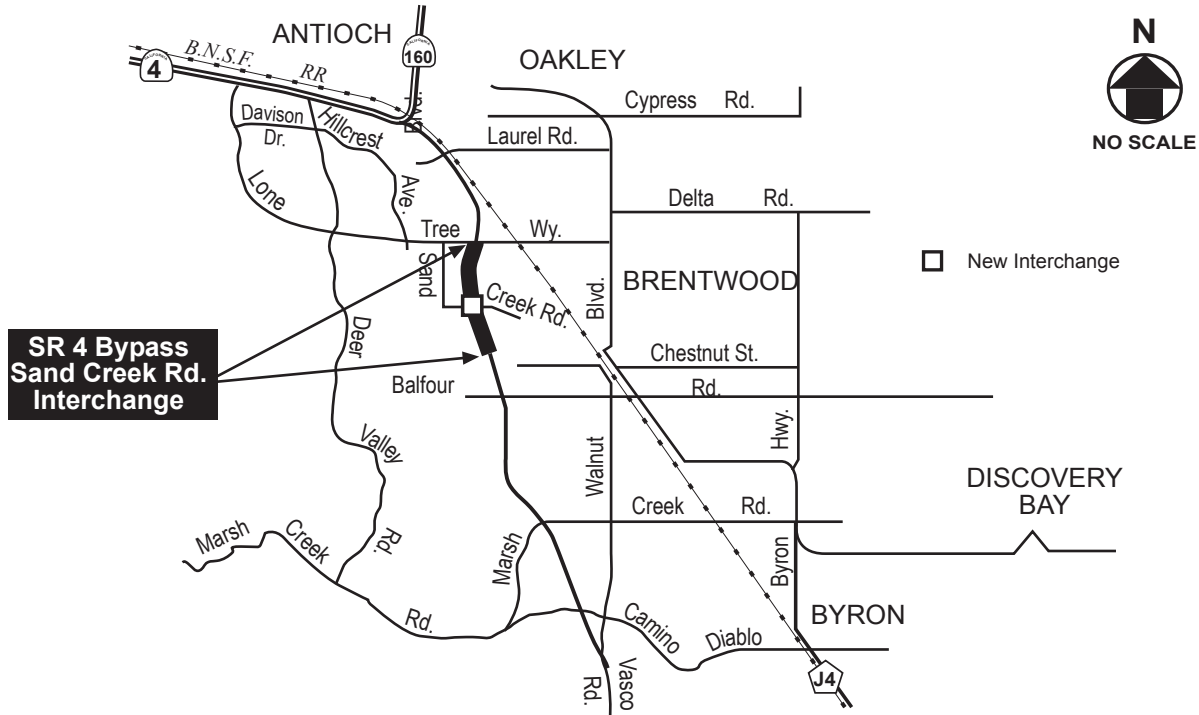 ANTIOCH
CALIFORNIA
160
N
B.N.S.F.
RR
CALIFORNIA
4
OAKLEY
Cypress Rd.
NO SCALE
Davison
Dr.
Hillcrest
Ave.
Laurel Rd.
Lone
Tree Wy.
Delta Rd.
Sand
Creek Rd.
Blvd.
BRENTWOOD
New Interchange
SR 4 Bypass
Sand Creek Rd.
Interchange
Deer
Valley
Rd.
Chestnut St.
Balfour
Rd.
Hwy.
Walnut
DISCOVERY
BAY
Marsh
Creek
Rd.
Marsh
Creek Rd.
Byron
BYRON
Camino
Diablo
Vasco
Rd.
J4